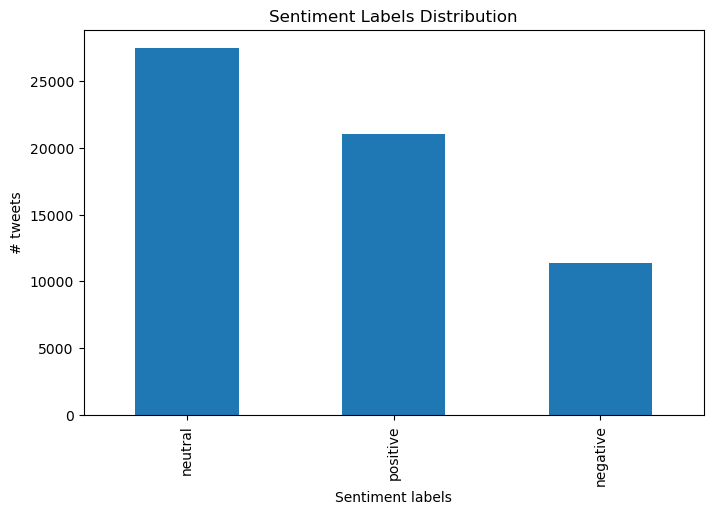 Sentiment Labels Distribution
# tweets
25000
20000
15000
10000
5000
0
neutral
positive
negative
Sentiment labels